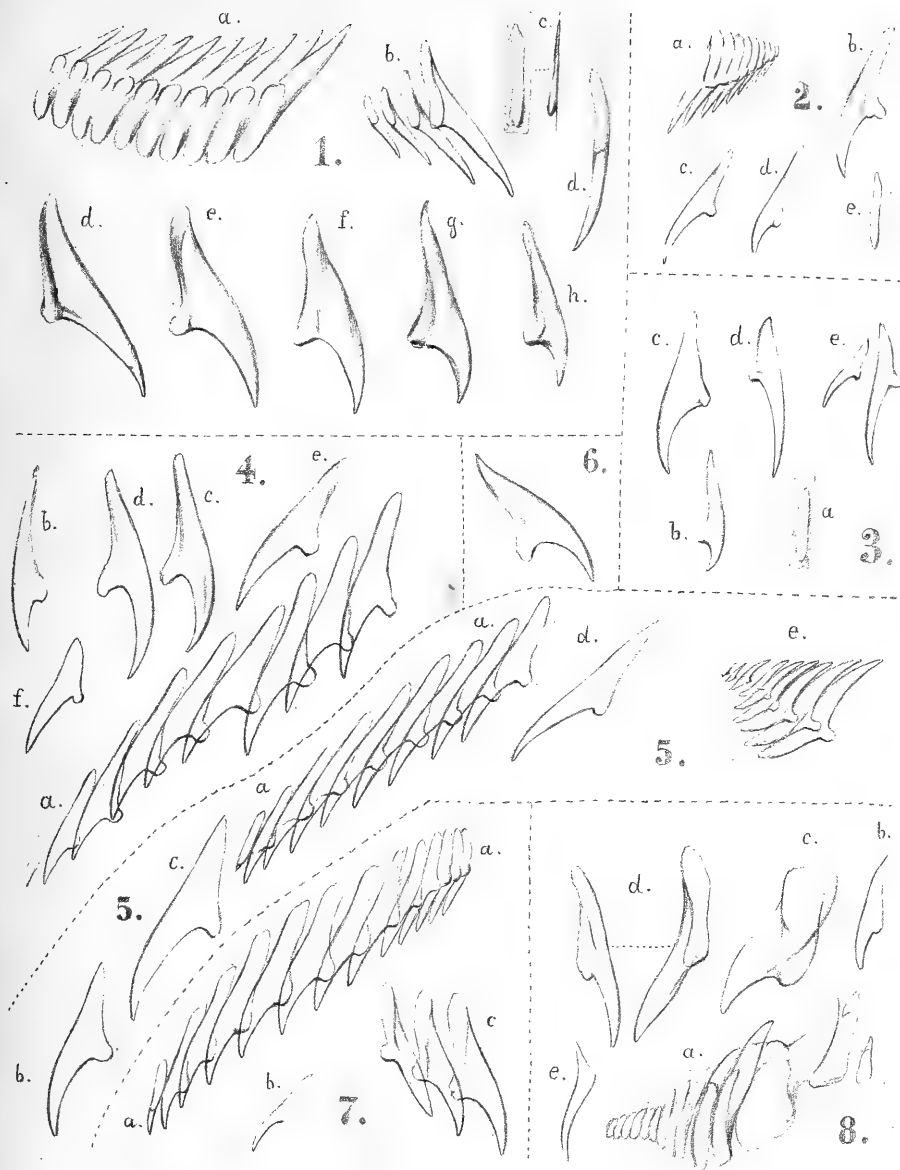 a.
b.
c.
1.
d.
d.
e.
f.
g.
h.
a.
b.
2.
c.
d.
e.
c.
d.
e.
b.
a
3.
4.
b.
d.
c.
e.
f.
a.
6.
a.
d.
e.
5.
a
c.
5.
b.
a.
c
b.
a.
7.
d.
c.
b.
e.
a.
8.